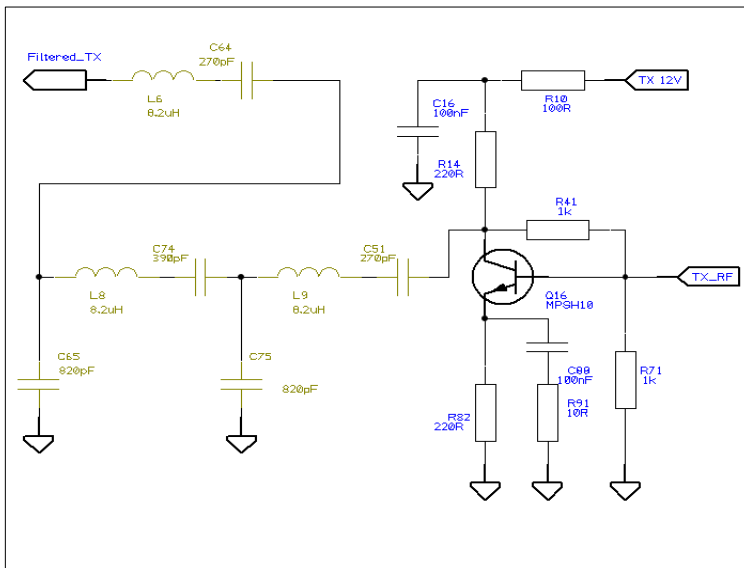 Filtered_TX
C64
270pF
L6
8.2uH
C16
100nF
R10
100R
TX 12V
R14
220R
R41
1k
C74
390pF
C51
270pF
L8
8.2uH
L9
8.2uH
Q16
MPSH10
TX_RF
C65
820pF
C75
820pF
C80
100nF
R71
1k
R82
220R
R91
10R